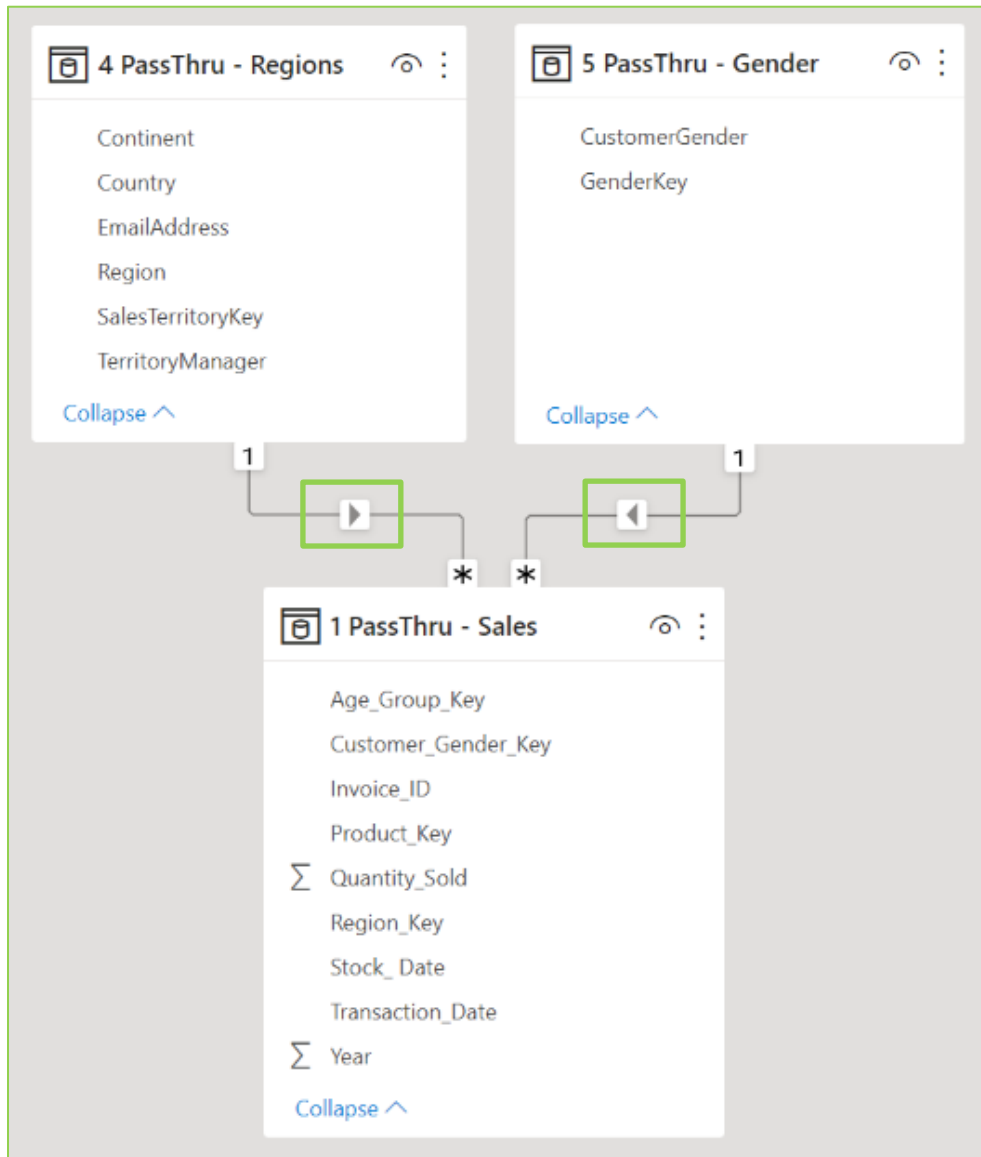 4 PassThru - Regions
Continent
Country
EmailAddress
Region
SalesTerritoryKey
TerritoryManager
Collapse
5 PassThru - Gender
CustomerGender
GenderKey
Collapse
1
1
*
*
1 PassThru - Sales
Age_Group_Key
Customer_Gender_Key
Invoice_ID
Product_Key
Σ Quantity_Sold
Region_Key
Stock_ Date
Transaction_Date
Σ Year
Collapse